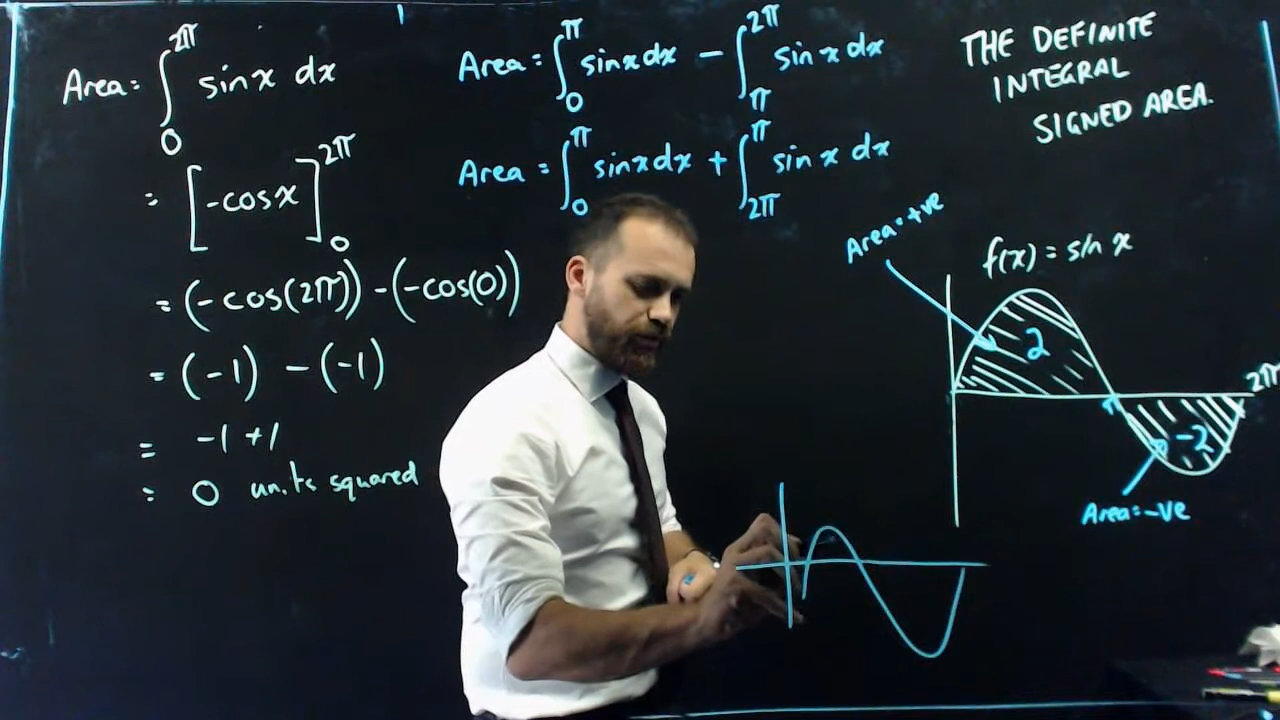 Area = ∫₀^2π sin x dx
= [-cos x]₀^2π
= (-cos(2π)) - (-cos(0))
= (-1) - (-1)
= -1 + 1
= 0 units squared
Area = ∫₀^π sin x dx - ∫π^2π sin x dx
Area = ∫₀^π sin x dx + ∫2π^π sin x dx
THE DEFINITE
INTEGRAL
SIGNED AREA.
Area = +ve
f(x) = sin x
2
2π
-2
Area = -ve